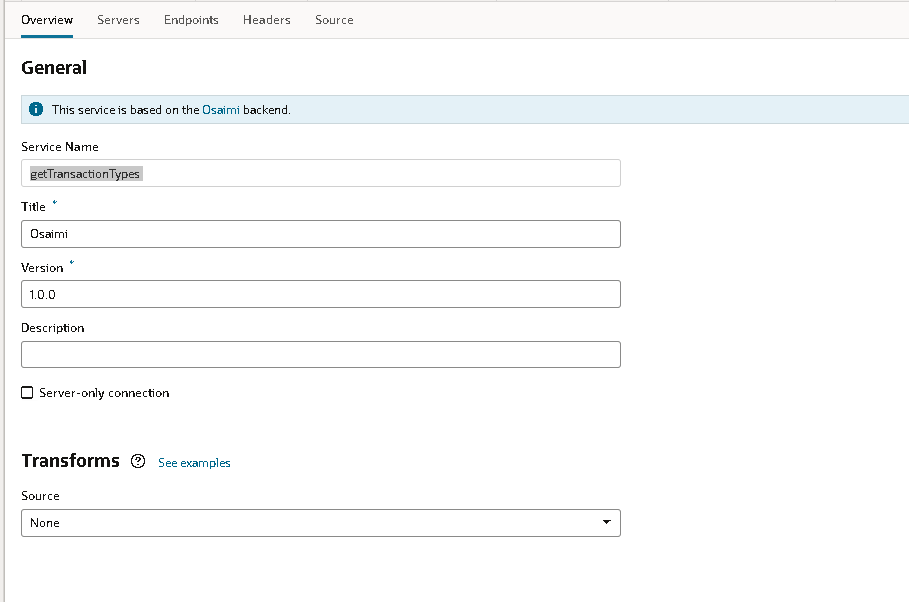 Overview Servers Endpoints Headers Source
General
This service is based on the Osaimi backend.
Service Name
getTransactionTypes
Title *
Osaimi
Version *
1.0.0
Description
Server-only connection
Transforms ? See examples
Source
None